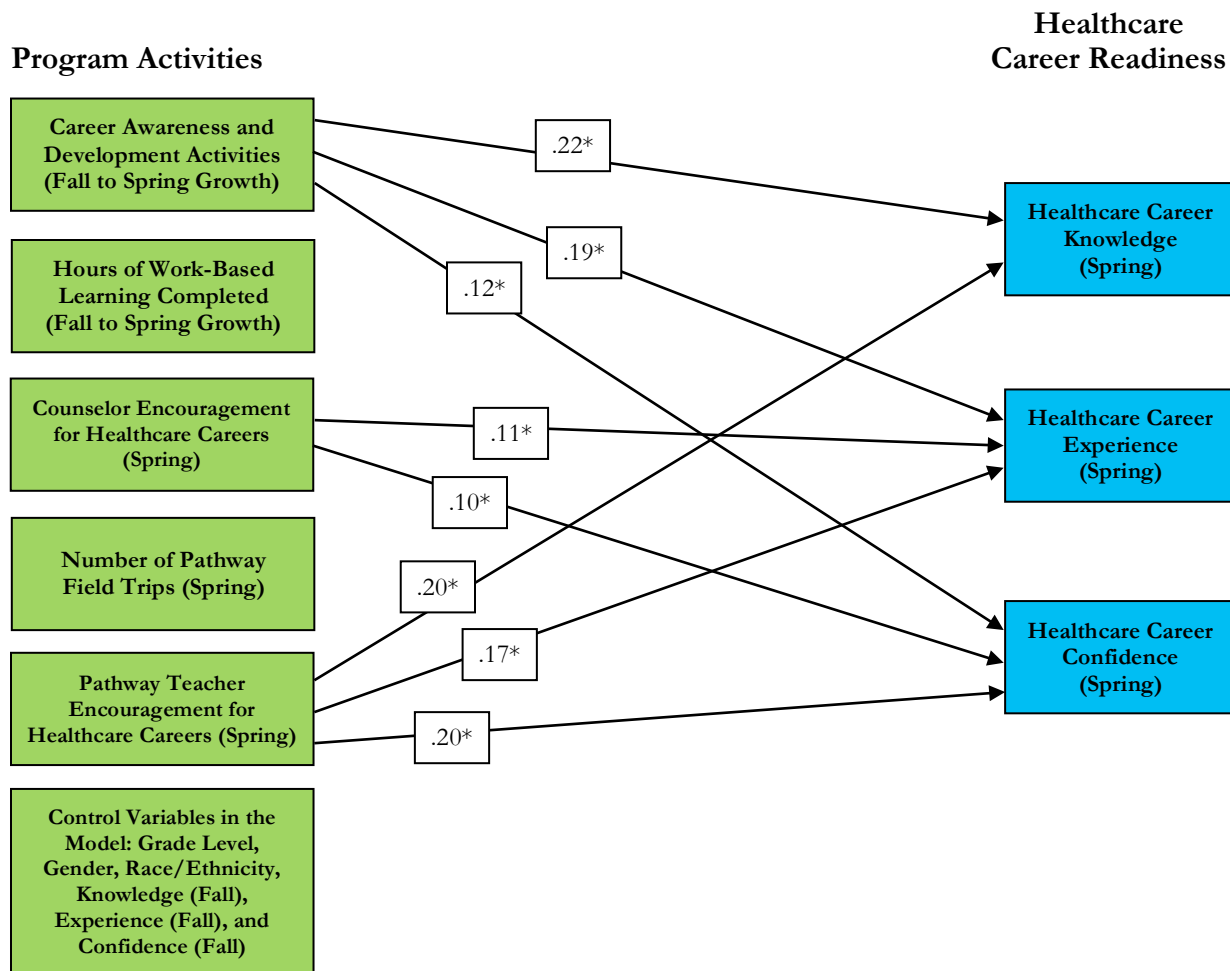 Healthcare
Career Readiness
Program Activities
Career Awareness and
Development Activities
(Fall to Spring Growth)
.22*
Healthcare Career
Knowledge
(Spring)
Hours of Work-Based
Learning Completed
(Fall to Spring Growth)
.19*
.12*
Counselor Encouragement
for Healthcare Careers
(Spring)
.11*
.10*
Healthcare Career
Experience
(Spring)
Number of Pathway
Field Trips (Spring)
.20*
.17*
Healthcare Career
Confidence
(Spring)
Pathway Teacher
Encouragement for
Healthcare Careers (Spring)
.20*
Control Variables in the
Model: Grade Level,
Gender, Race/Ethnicity,
Knowledge (Fall),
Experience (Fall), and
Confidence (Fall)